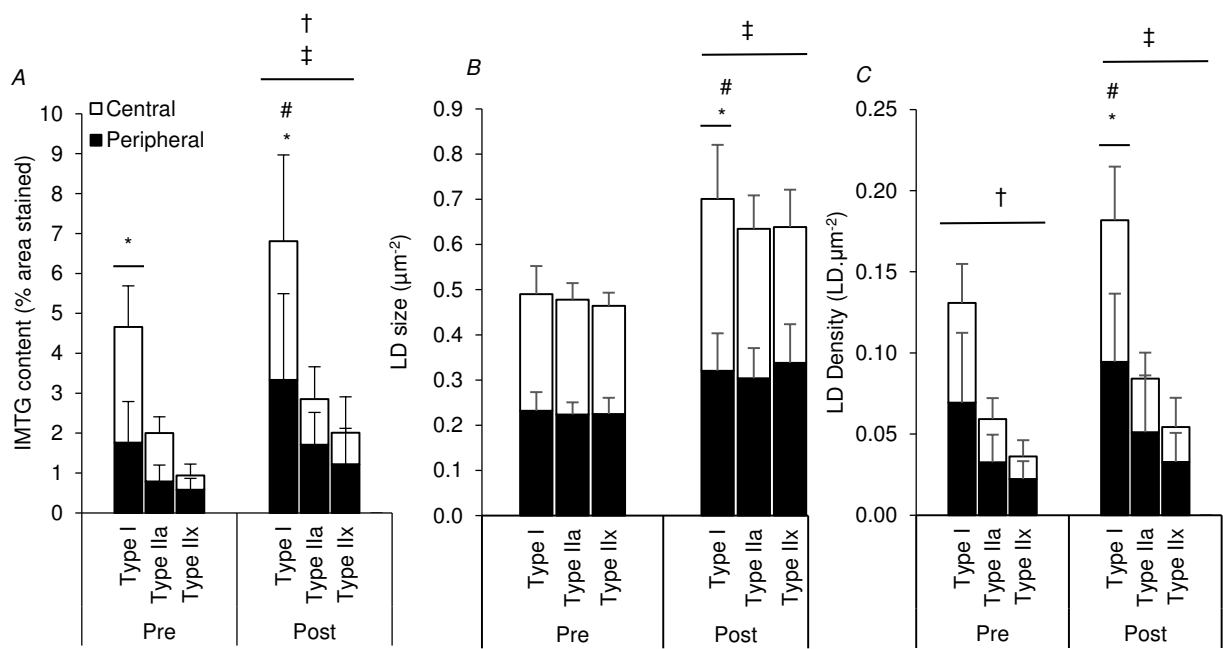 A
†
‡
IMTG content (% area stained)
Central
Peripheral
10
9
8
7
6
5
4
3
2
1
0
*
#
*
Type I
Type IIa
Type IIx
Type I
Type IIa
Type IIx
Pre
Post
B
‡
LD size (µm-2)
0.9
0.8
0.7
0.6
0.5
0.4
0.3
0.2
0.1
0.0
#
*
Type I
Type IIa
Type IIx
Type I
Type IIa
Type IIx
Pre
Post
C
‡
LD Density (LD.µm-2)
0.25
0.20
0.15
0.10
0.05
0.00
†
#
*
Type I
Type IIa
Type IIx
Type I
Type IIa
Type IIx
Pre
Post